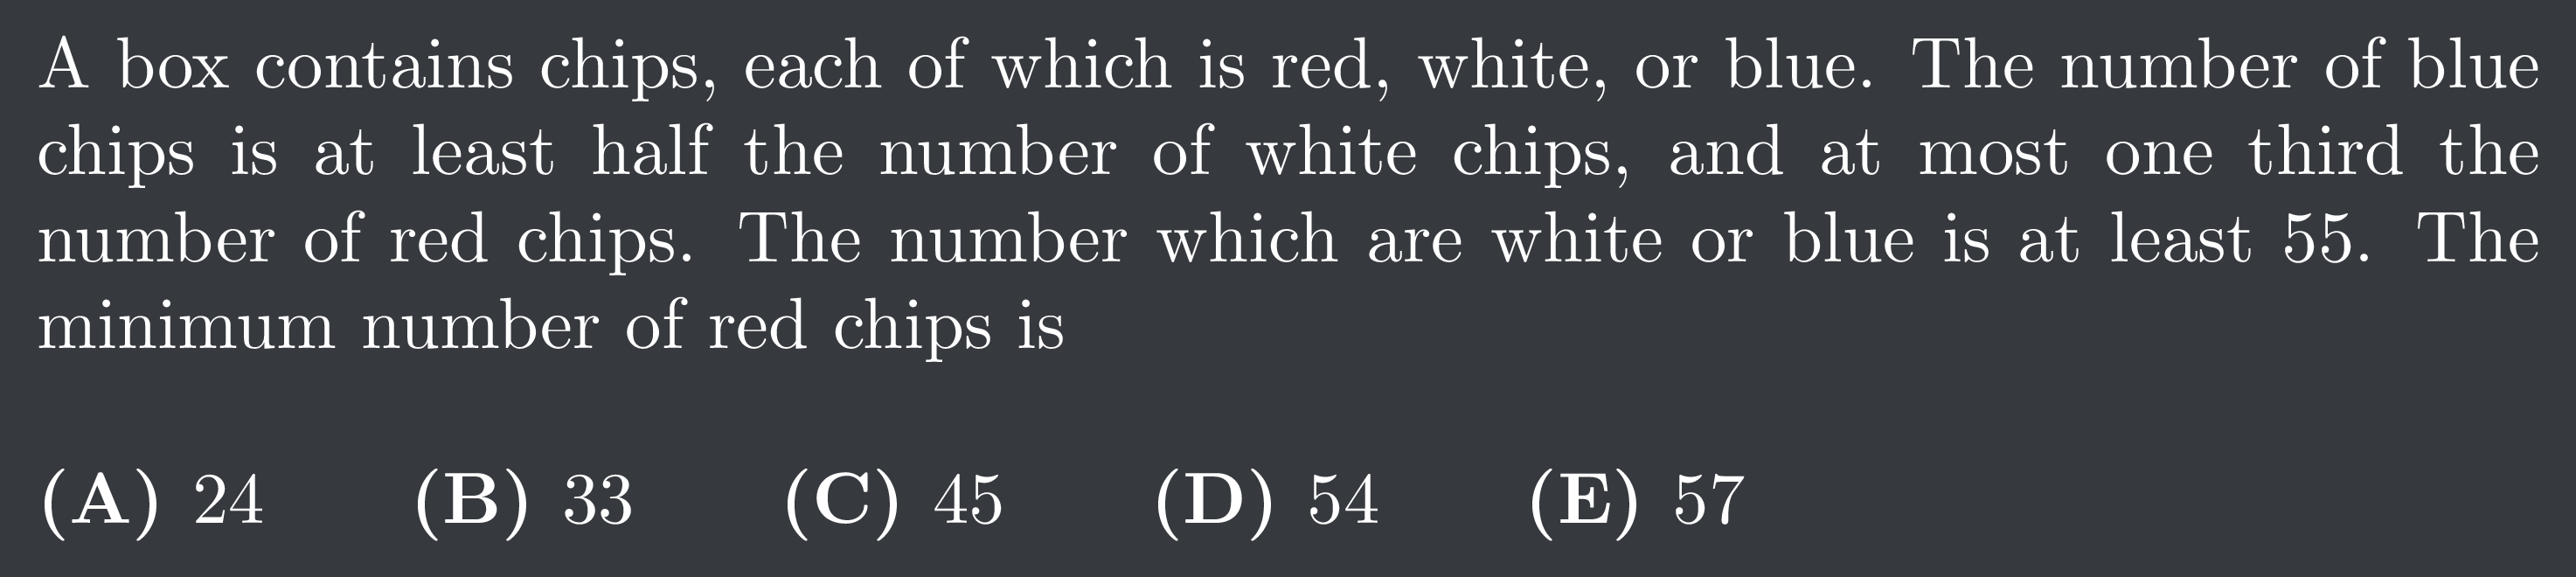 A box contains chips, each of which is red, white, or blue. The number of blue
chips is at least half the number of white chips, and at most one third the
number of red chips. The number which are white or blue is at least 55. The
minimum number of red chips is
(A) 24 (B) 33 (C) 45 (D) 54 (E) 57